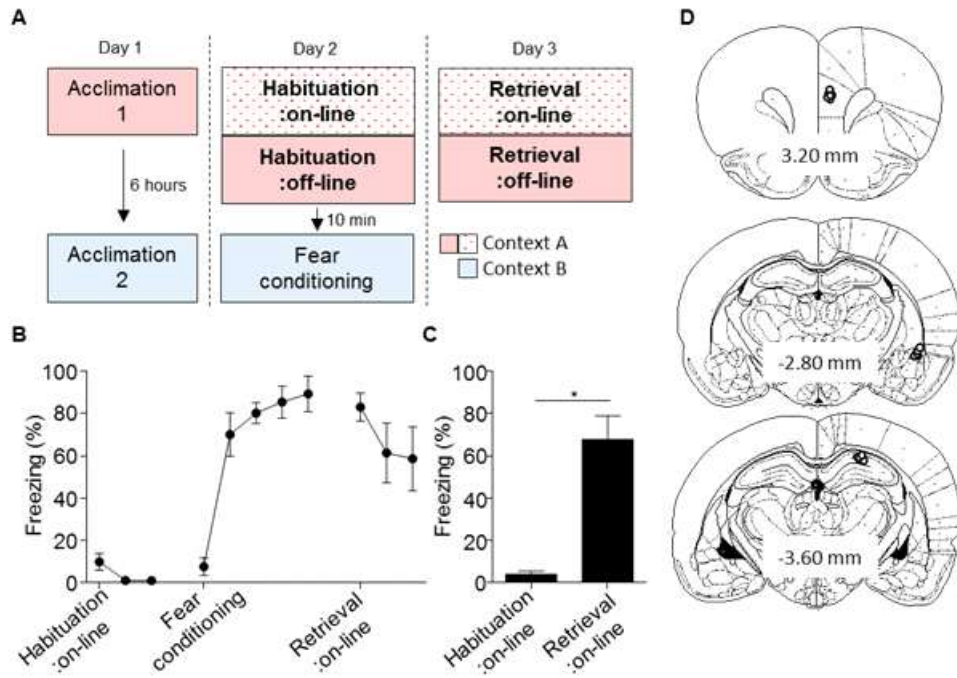 A
Day 1
Day 2
Day 3
Acclimation
1
6 hours
Acclimation
2
Habituation
:on-line
Habituation
:off-line
10 min
Fear
conditioning
Retrieval
:on-line
Retrieval
:off-line
Context A
Context B
B
Freezing (%)
100
80
60
40
20
0
Habituation
:on-line
Fear
conditioning
Retrieval
:on-line
C
Freezing (%)
100
80
60
40
20
0
*
Habituation
:on-line
Retrieval
:on-line
D
3.20 mm
-2.80 mm
-3.60 mm